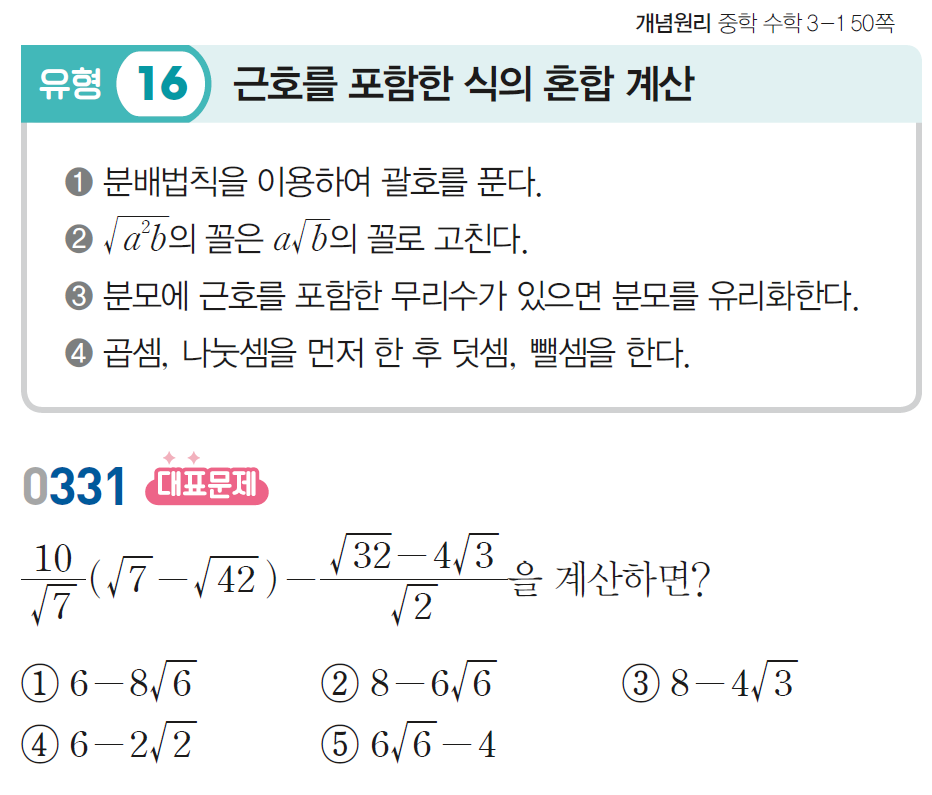 개념원리 중학 수학 3-1 50쪽
유형 16 근호를 포함한 식의 혼합 계산
❶ 분배법칙을 이용하여 괄호를 푼다.
❷ √(a²b)의 꼴은 a√b의 꼴로 고친다.
❸ 분모에 근호를 포함한 무리수가 있으면 분모를 유리화한다.
❹ 곱셈, 나눗셈을 먼저 한 후 덧셈, 뺄셈을 한다.
0331 대표문제
10/√7(√7-√42)-(√32-4√3)/√2을 계산하면?
① 6-8√6 ② 8-6√6 ③ 8-4√3
④ 6-2√2 ⑤ 6√6-4